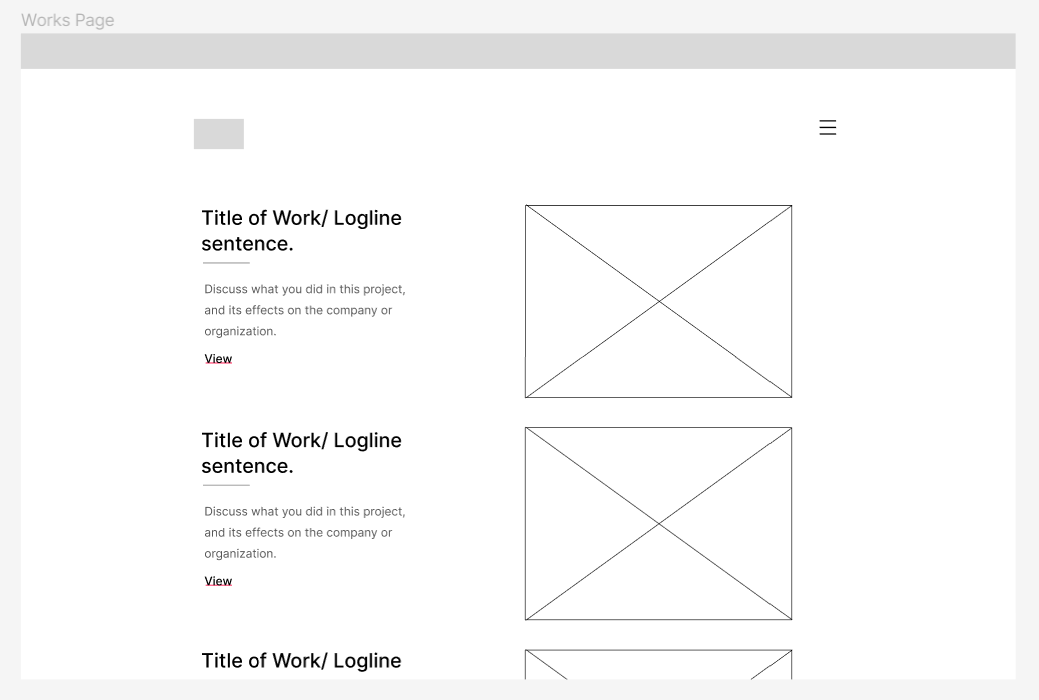 Works Page
Title of Work/ Logline
sentence.
Discuss what you did in this project,
and its effects on the company or
organization.
View
Title of Work/ Logline
sentence.
Discuss what you did in this project,
and its effects on the company or
organization.
View
Title of Work/ Logline